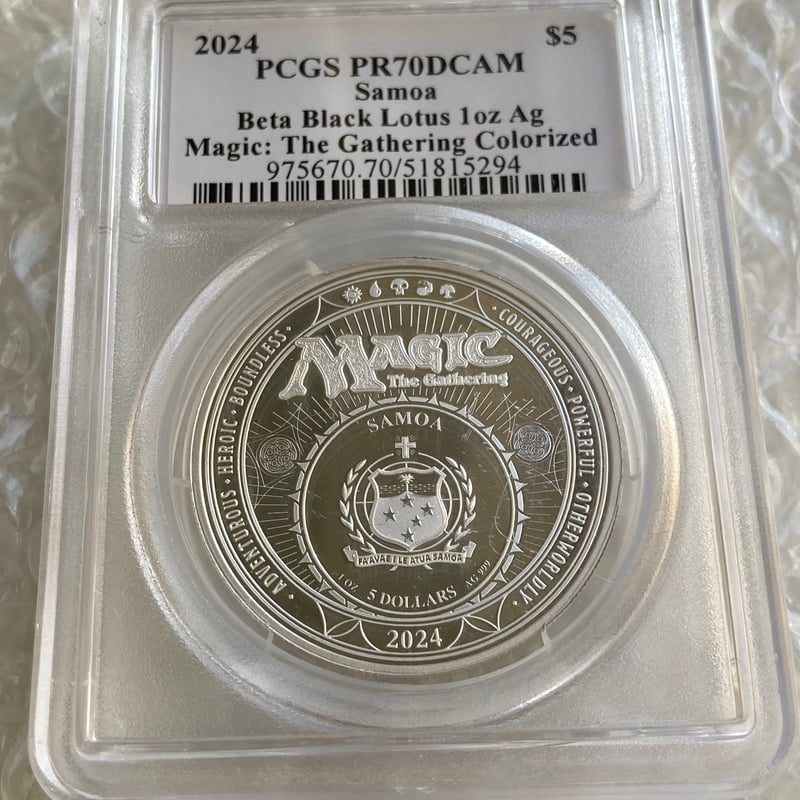 2024 $5
PCGS PR70DCAM
Samoa
Beta Black Lotus 1oz Ag
Magic: The Gathering Colorized
975670.70/51815294
MAGIC
The Gathering
ADVENTUROUS • HEROIC • BOUNDLESS •
• COURAGEOUS • POWERFUL • OTHERWORLDLY •
SAMOA
FA'AVAE I LE ATUA SAMOA
1 OZ 5 DOLLARS AG 999
2024